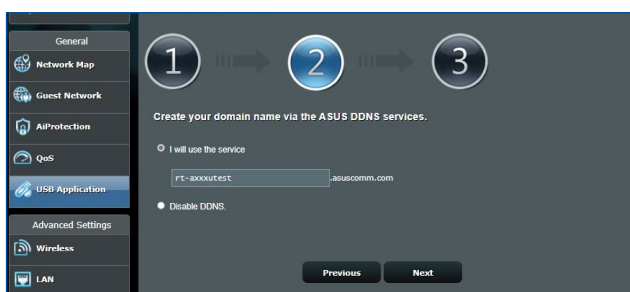 General
Network Map
Guest Network
AiProtection
QoS
USB Application
Advanced Settings
Wireless
LAN
1
2
3
Create your domain name via the ASUS DDNS services.
I will use the service
rt-axxxutest .asuscomm.com
Disable DDNS.
Previous Next